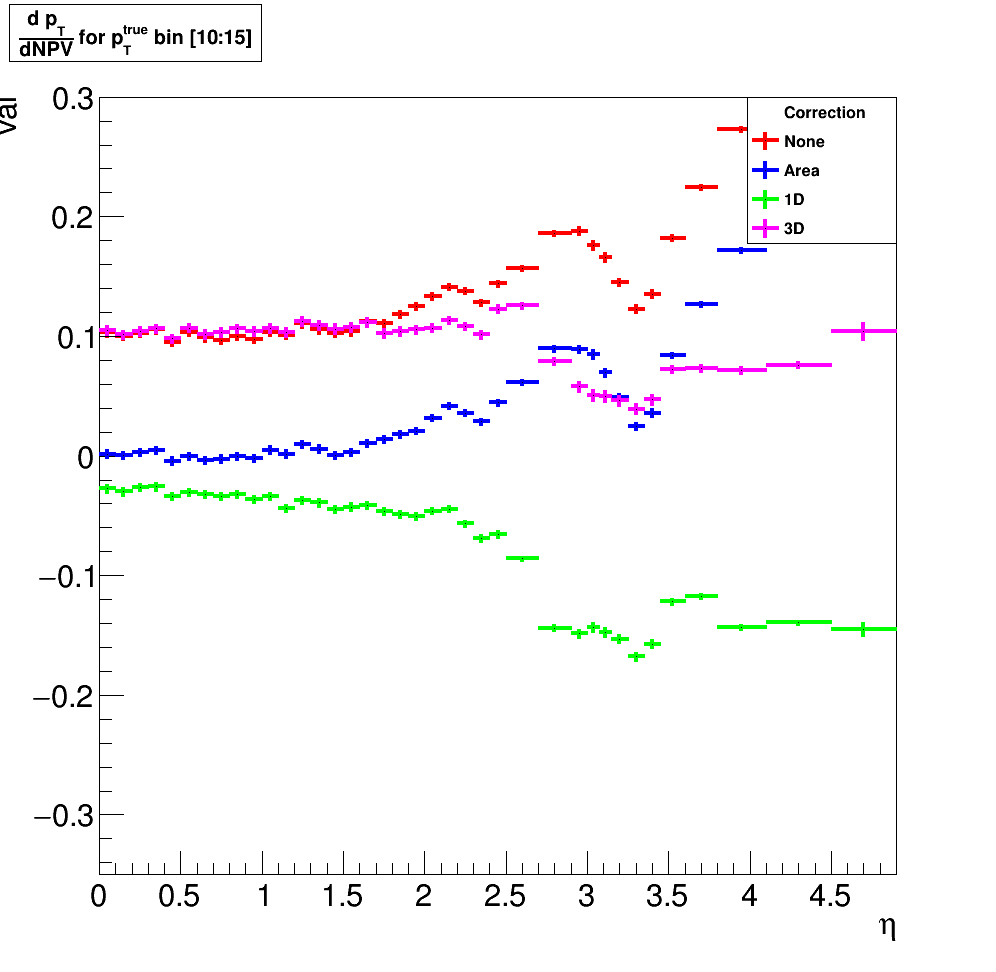 d p_T
dNPV
for p_T^true bin [10:15]
val
0.3
0.2
0.1
0
−0.1
−0.2
−0.3
Correction
None
Area
1D
3D
0 0.5 1 1.5 2 2.5 3 3.5 4 4.5
η